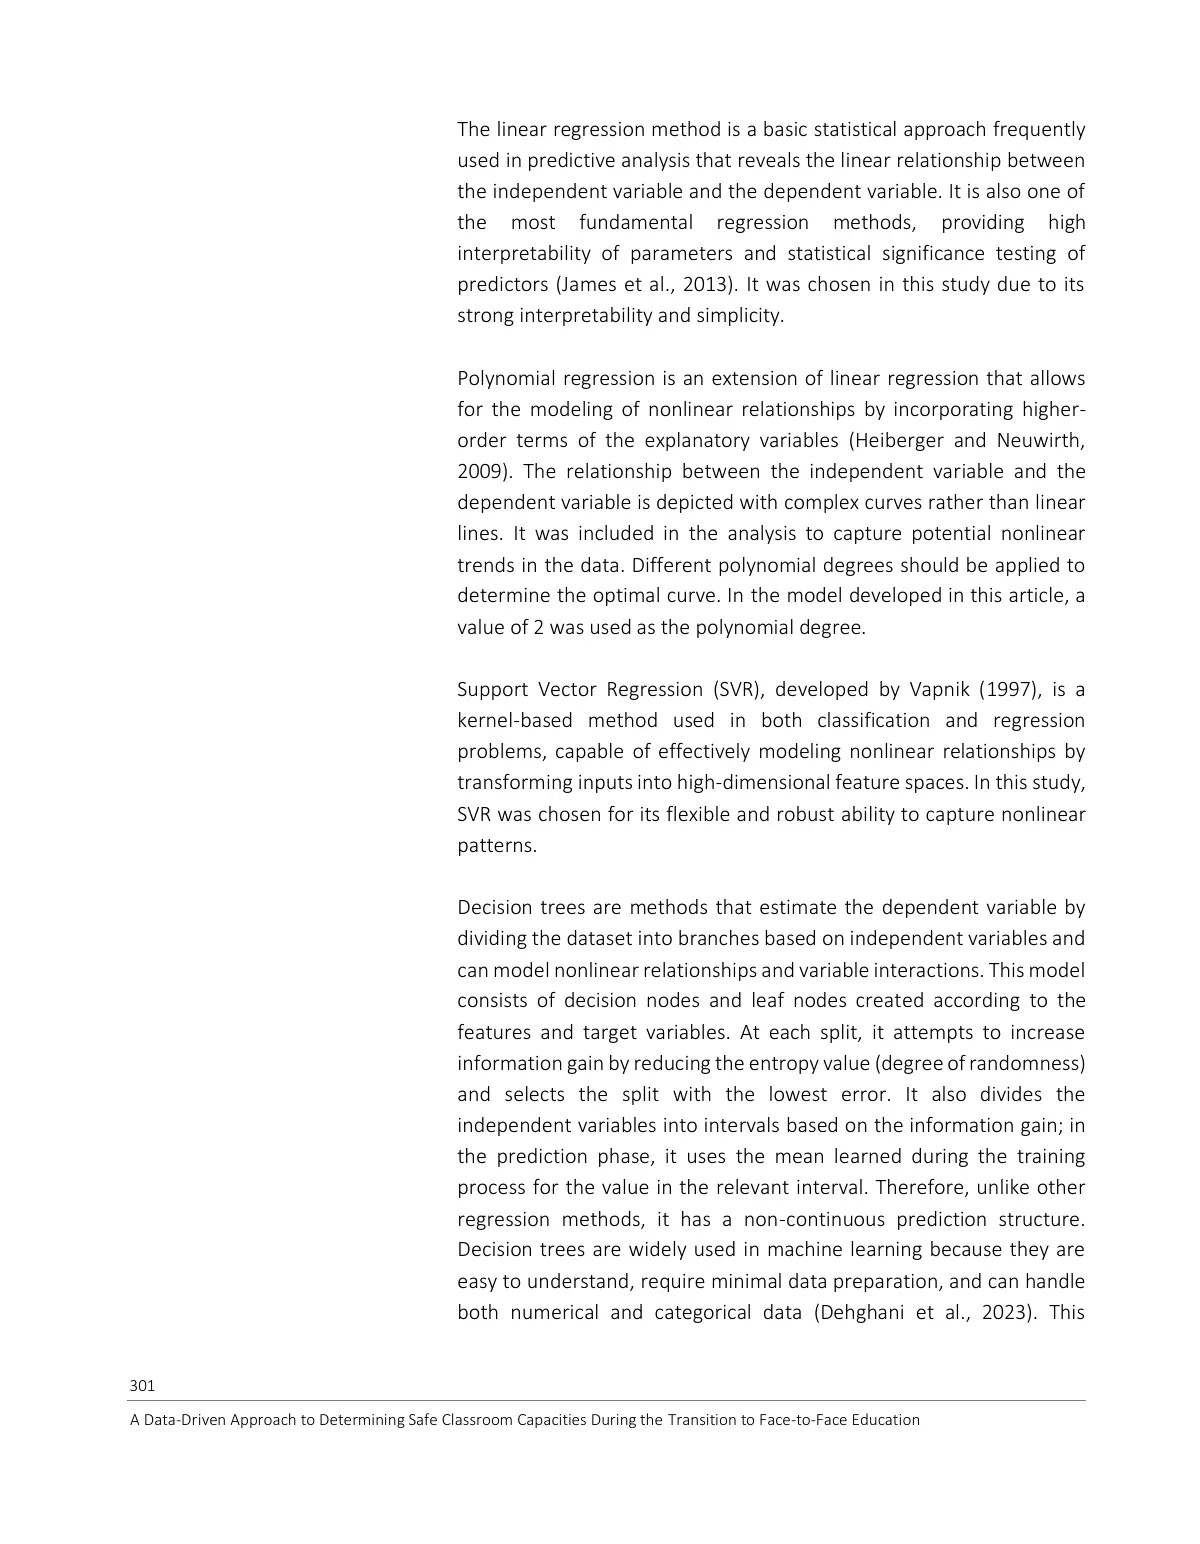 The linear regression method is a basic statistical approach frequently
used in predictive analysis that reveals the linear relationship between
the independent variable and the dependent variable. It is also one of
the most fundamental regression methods, providing high
interpretability of parameters and statistical significance testing of
predictors (James et al., 2013). It was chosen in this study due to its
strong interpretability and simplicity.
Polynomial regression is an extension of linear regression that allows
for the modeling of nonlinear relationships by incorporating higher-
order terms of the explanatory variables (Heiberger and Neuwirth,
2009). The relationship between the independent variable and the
dependent variable is depicted with complex curves rather than linear
lines. It was included in the analysis to capture potential nonlinear
trends in the data. Different polynomial degrees should be applied to
determine the optimal curve. In the model developed in this article, a
value of 2 was used as the polynomial degree.
Support Vector Regression (SVR), developed by Vapnik (1997), is a
kernel-based method used in both classification and regression
problems, capable of effectively modeling nonlinear relationships by
transforming inputs into high-dimensional feature spaces. In this study,
SVR was chosen for its flexible and robust ability to capture nonlinear
patterns.
Decision trees are methods that estimate the dependent variable by
dividing the dataset into branches based on independent variables and
can model nonlinear relationships and variable interactions. This model
consists of decision nodes and leaf nodes created according to the
features and target variables. At each split, it attempts to increase
information gain by reducing the entropy value (degree of randomness)
and selects the split with the lowest error. It also divides the
independent variables into intervals based on the information gain; in
the prediction phase, it uses the mean learned during the training
process for the value in the relevant interval. Therefore, unlike other
regression methods, it has a non-continuous prediction structure.
Decision trees are widely used in machine learning because they are
easy to understand, require minimal data preparation, and can handle
both numerical and categorical data (Dehghani et al., 2023). This
301
A Data-Driven Approach to Determining Safe Classroom Capacities During the Transition to Face-to-Face Education